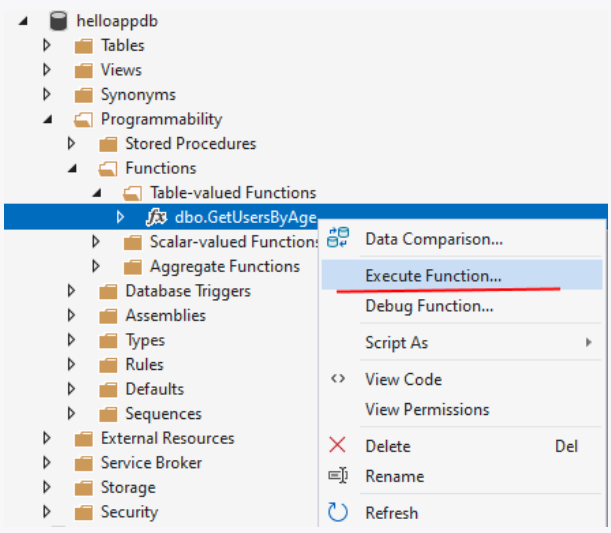 helloappdb
Tables
Views
Synonyms
Programmability
Stored Procedures
Functions
Table-valued Functions
dbo.GetUsersByAge
Scalar-valued Functions
Aggregate Functions
Database Triggers
Assemblies
Types
Rules
Defaults
Sequences
External Resources
Service Broker
Storage
Security
Data Comparison...
Execute Function...
Debug Function...
Script As
View Code
View Permissions
Delete Del
Rename
Refresh